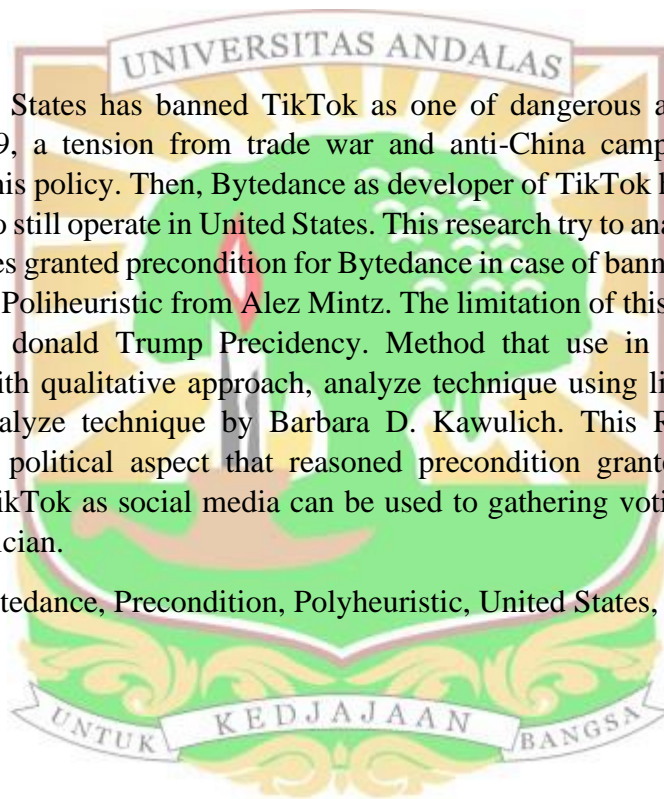 UNIVERSITAS ANDALAS
States has banned TikTok as one of dangerous a
9, a tension from trade war and anti-China camp
his policy. Then, Bytedance as developer of TikTok h
o still operate in United States. This research try to ana
es granted precondition for Bytedance in case of bann
Poliheuristic from Alez Mintz. The limitation of this
donald Trump Precidency. Method that use in
ith qualitative approach, analyze technique using li
alyze technique by Barbara D. Kawulich. This R
political aspect that reasoned precondition grante
ikTok as social media can be used to gathering voti
ician.
tedance, Precondition, Polyheuristic, United States,
UNTUK KEDJAJAAN BANGSA